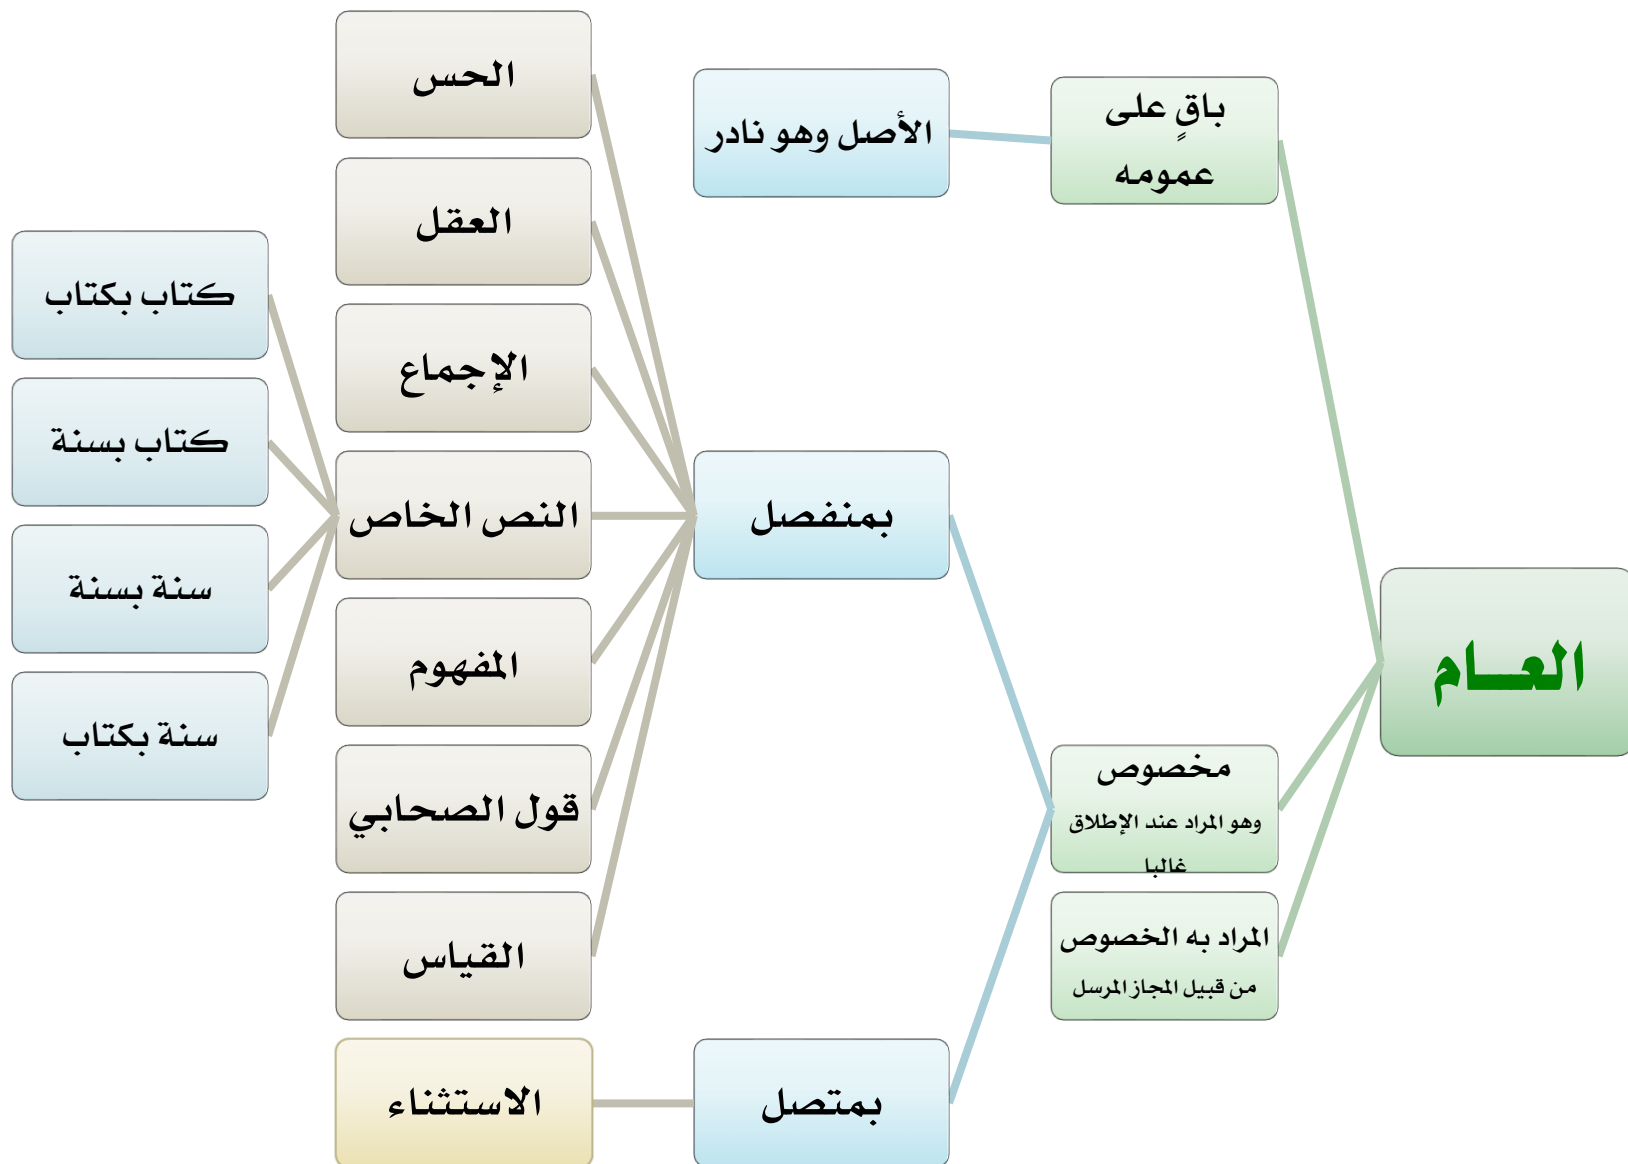 العـــام
باقٍ على
عمومه
الأصل وهو نادر
مخصوص
وهو المراد عند الإطلاق
غالبا
بمنفصل
الحس
العقل
الإجماع
النص الخاص
كتاب بكتاب
كتاب بسنة
سنة بسنة
سنة بكتاب
المفهوم
قول الصحابي
القياس
بمتصل
الاستثناء
المراد به الخصوص
من قبيل المجاز المرسل